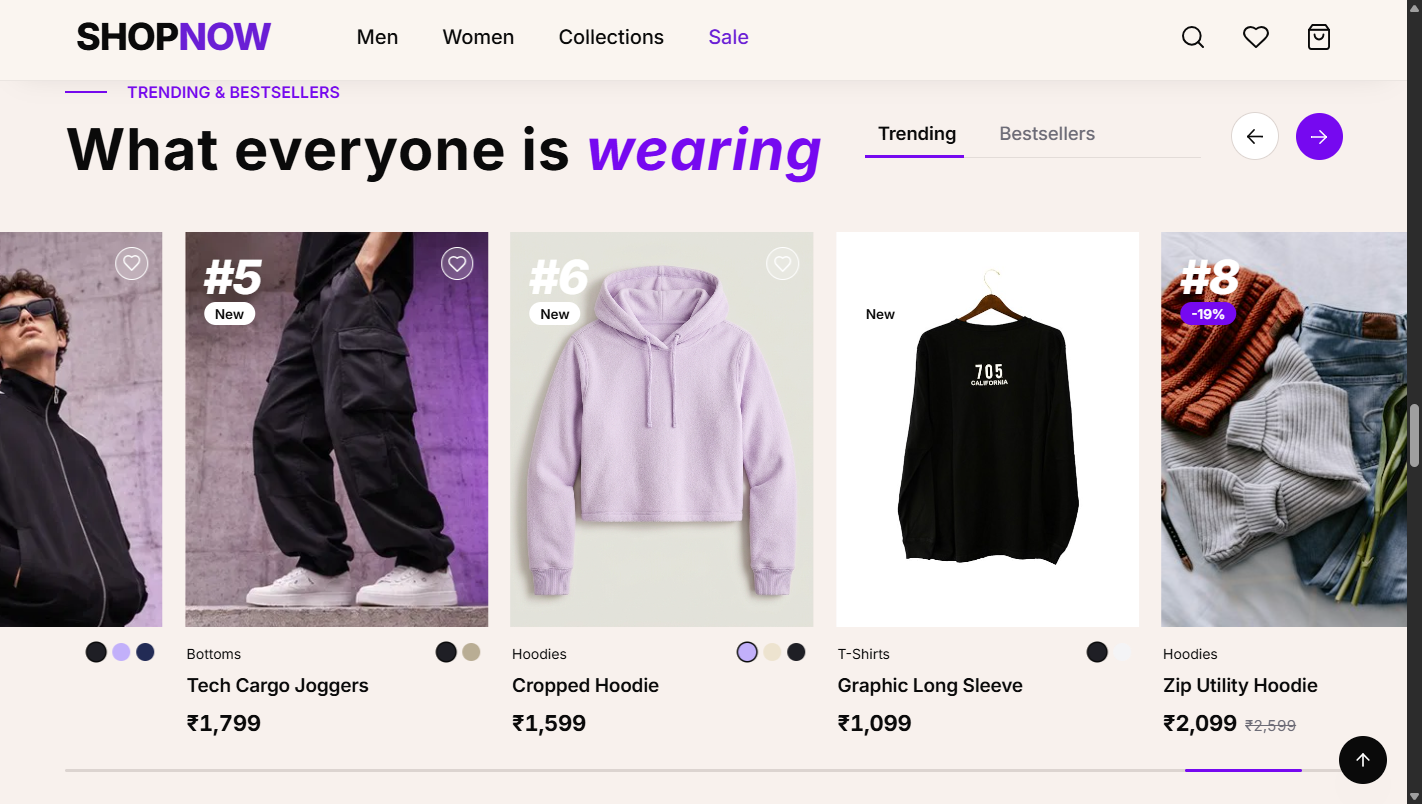 SHOPNOW
Men
Women
Collections
Sale
TRENDING & BESTSELLERS
What everyone is wearing
Trending
Bestsellers
#5
New
#6
New
New
705
CALIFORNIA
#8
-19%
Bottoms
Tech Cargo Joggers
₹1,799
Hoodies
Cropped Hoodie
₹1,599
T-Shirts
Graphic Long Sleeve
₹1,099
Hoodies
Zip Utility Hoodie
₹2,099 ₹2,599